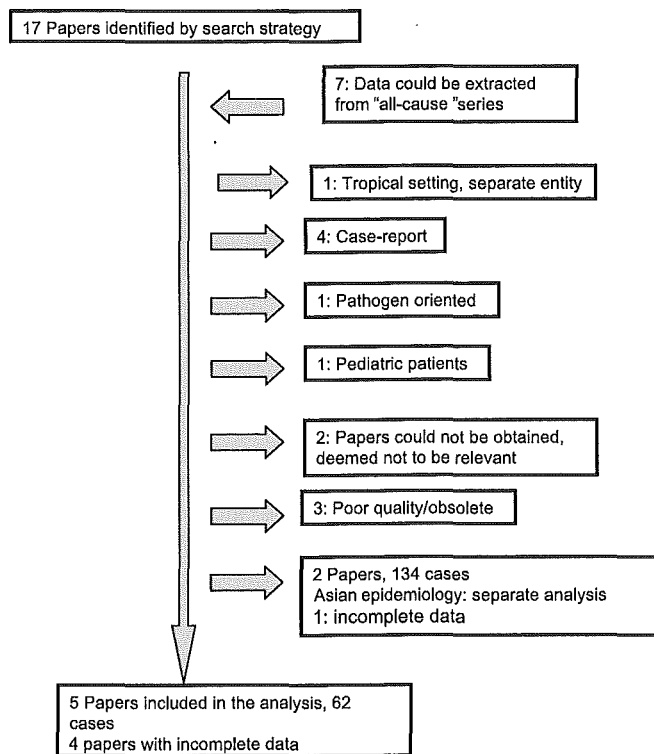 17 Papers identified by search strategy
7: Data could be extracted
from "all-cause "series
1: Tropical setting, separate entity
4: Case-report
1: Pathogen oriented
1: Pediatric patients
2: Papers could not be obtained,
deemed not to be relevant
3: Poor quality/obsolete
2 Papers, 134 cases
Asian epidemiology: separate analysis
1: incomplete data
5 Papers included in the analysis, 62
cases
4 papers with incomplete data